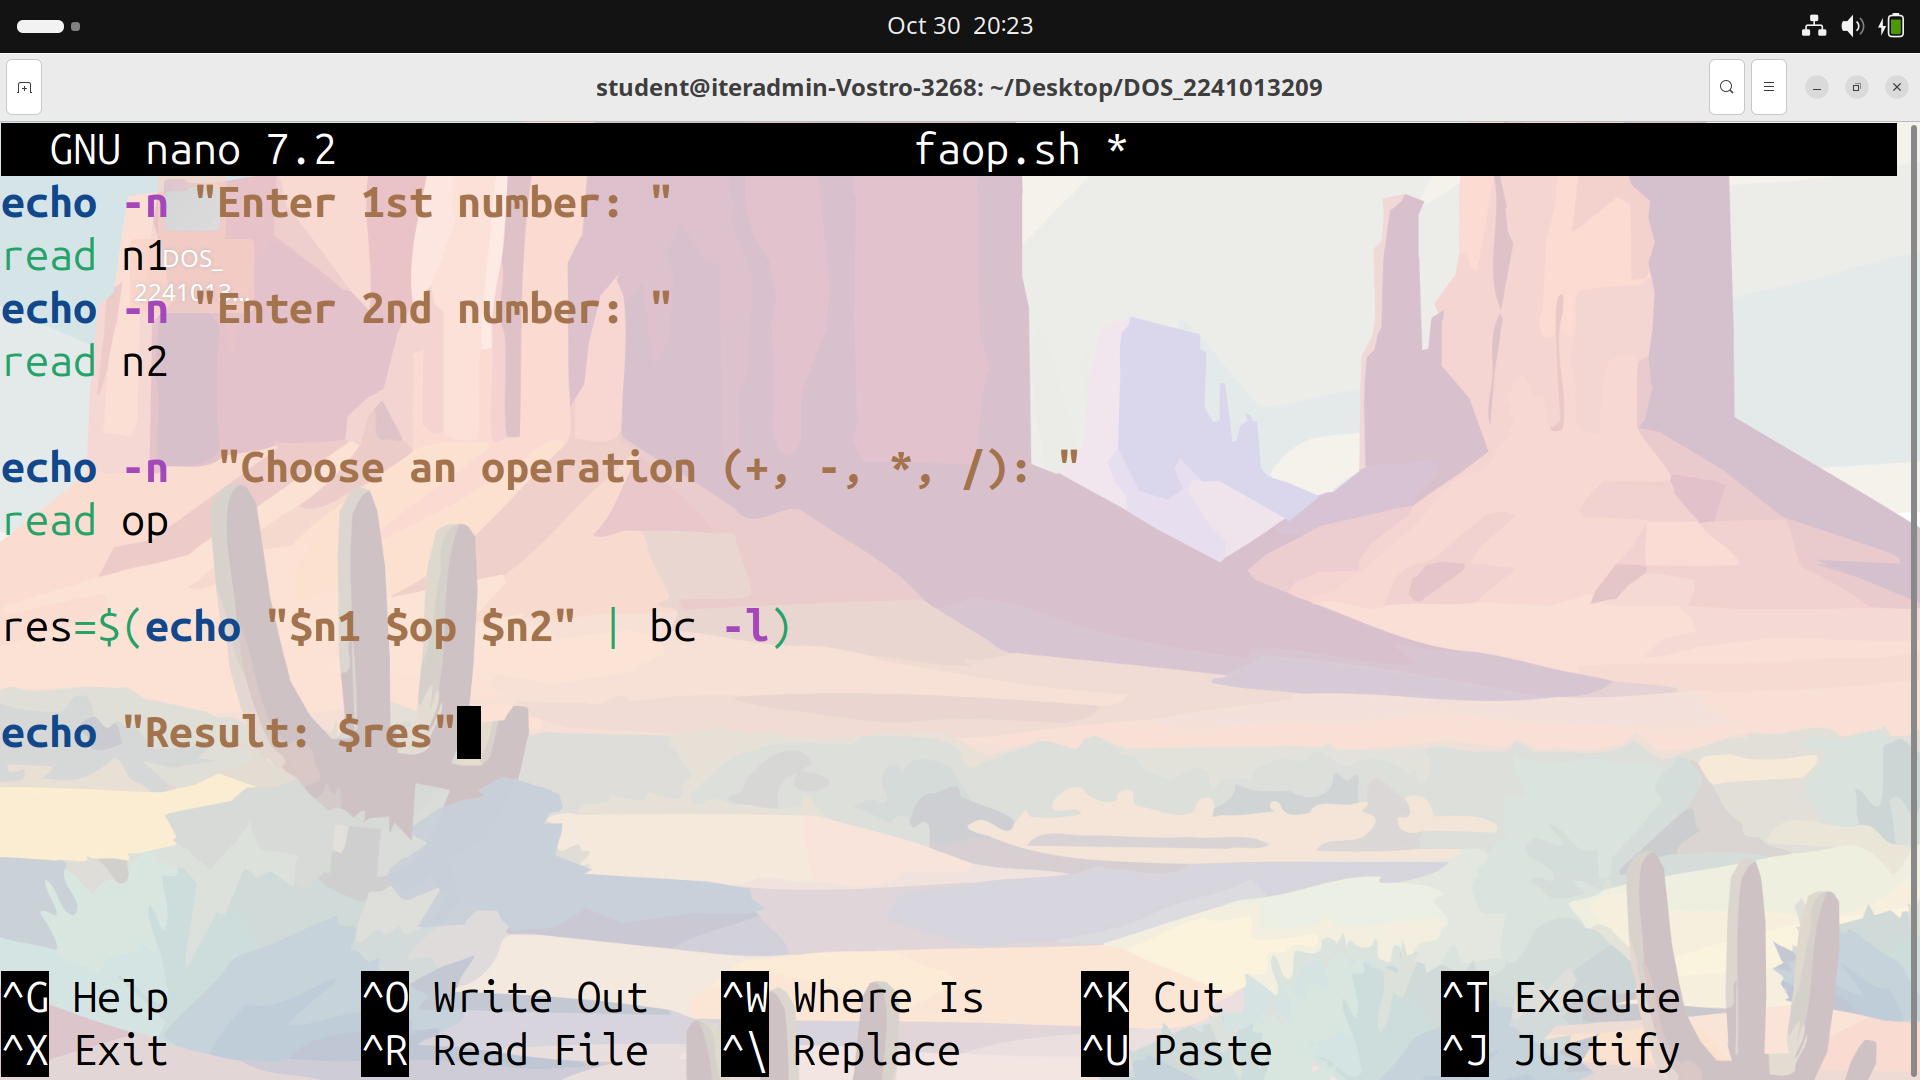 Oct 30 20:23
student@iteradmin-Vostro-3268: ~/Desktop/DOS_2241013209
GNU nano 7.2 faop.sh *
echo -n "Enter 1st number: "
read n1
DOS_
2241013...
echo -n "Enter 2nd number: "
read n2
echo -n  "Choose an operation (+, -, *, /): "
read op
res=$(echo "$n1 $op $n2" | bc -l)
echo "Result: $res"
^G Help ^O Write Out ^W Where Is ^K Cut ^T Execute
^X Exit ^R Read File ^\ Replace ^U Paste ^J Justify